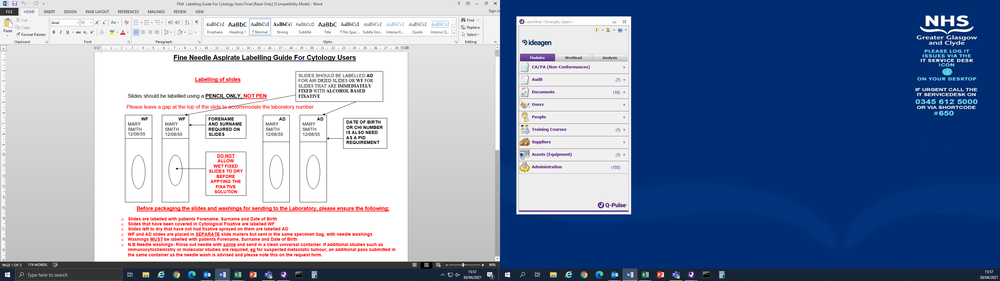 FNA Labelling Guide For Cytology Users Final [Read-Only] [Compatibility Mode] - Word
Sign in
FILE HOME INSERT DESIGN PAGE LAYOUT REFERENCES MAILINGS REVIEW VIEW
Paste
Cut
Copy
Format Painter
Clipboard
Arial 11
Font
Paragraph
AaBbCcL AaBbC AaBbCcI AaBbCcI AaBbCcD AaBbC AaBbCcI AaBbCcL AaBbCcL AaBbCcL AaBbCcL
Emphasis Heading 1 ¶ Normal Strong Subtitle Title ¶ No Spac... Subtle Em... Intense E... Quote Intense Q...
Styles
Find
Replace
Select
Editing
Fine Needle Aspirate Labelling Guide For Cytology Users
Labelling of slides
SLIDES SHOULD BE LABELLED AD
FOR AIR DRIED SLIDES OR WF FOR
SLIDES THAT ARE IMMEDIATELY
FIXED WITH ALCOHOL BASED
FIXATIVE
Slides should be labelled using a PENCIL ONLY, NOT PEN
Please leave a gap at the top of the slide to accommodate the laboratory number
WF
MARY
SMITH
12/08/55
WF
MARY
SMITH
12/08/55
FORENAME
AND SURNAME
REQUIRED ON
SLIDES
AD
MARY
SMITH
12/08/55
AD
MARY
SMITH
12/08/55
DATE OF BIRTH
OR CHI NUMBER
IS ALSO NEED
AS A PID
REQUIREMENT
DO NOT
ALLOW
WET FIXED
SLIDES TO DRY
BEFORE
APPYING THE
FIXATIVE
SOLUTION
Before packaging the slides and washings for sending to the Laboratory, please ensure the following;
o Slides are labelled with patients Forename, Surname and Date of Birth
o Slides that have been covered in Cytological Fixative are labelled WF
o Slides left to dry that have not had fixative sprayed on them are labelled AD
o WF and AD slides are placed in SEPARATE slide mailers but sent in the same specimen bag, with needle washings
o Washings MUST be labelled with patients Forename, Surname and Date of Birth
o N.B Needle washings- Rinse out needle with saline and send in a clean universal container. If additional studies such as
immunocytochemistry or molecular studies are required, eg for suspected metastatic tumour, an additional pass submitted in
the same container as the needle wash is advised and please note this on the request form.
PAGE 1 OF 2 179 WORDS 90%
Type here to search
15:57
30/04/2021
LaunchPad <Sivarajah, Gajan>
ideagen
Modules Workload Analysis
CA/PA (Non-Conformances)
Audit (7)
Documents (10)
Users
People
Training Courses (1)
Suppliers
Assets (Equipment) (1)
Administration (155)
Q-Pulse
NHS
Greater Glasgow
and Clyde
PLEASE LOG IT
ISSUES VIA THE
IT SERVICE DESK
ICON
help
ON YOUR DESKTOP
IF URGENT CALL THE
IT SERVICEDESK ON
0345 612 5000
OR VIA SHORTCODE
#650
15:57
30/04/2021